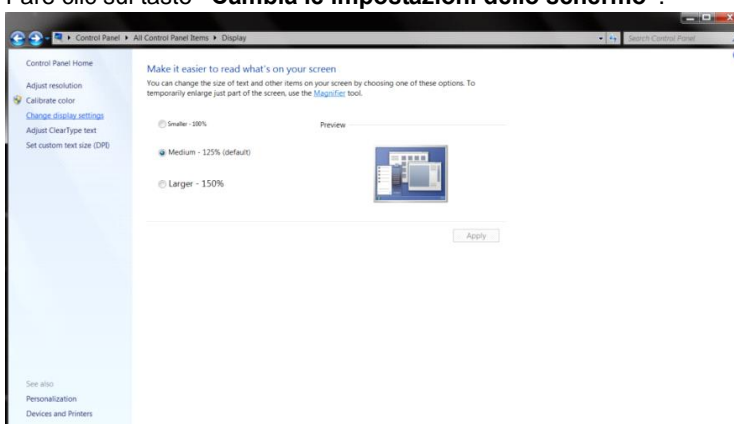 Fare clic sul tasto "Cambia le impostazioni dello schermo".
Control Panel ▸ All Control Panel Items ▸ Display
Search Control Panel
Control Panel Home
Adjust resolution
Calibrate color
Change display settings
Adjust ClearType text
Set custom text size (DPI)
Make it easier to read what's on your screen
You can change the size of text and other items on your screen by choosing one of these options. To
temporarily enlarge just part of the screen, use the Magnifier tool.
Smaller - 100%
Preview
Medium - 125% (default)
Larger - 150%
Apply
See also
Personalization
Devices and Printers